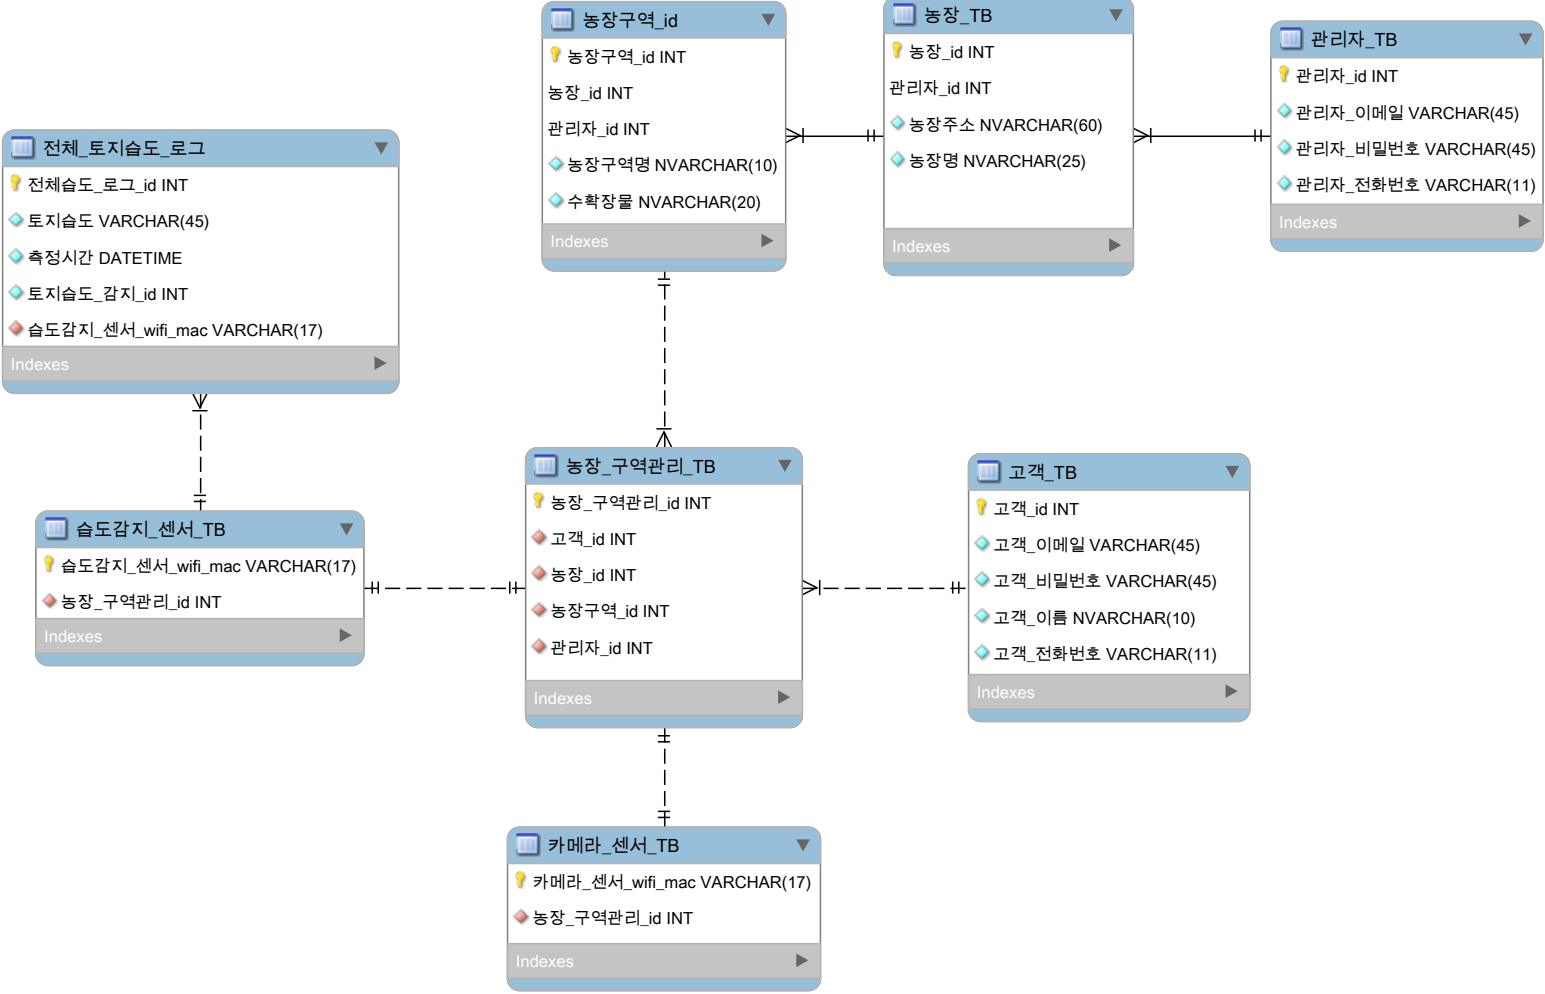 농장구역_id
농장구역_id INT
농장_id INT
관리자_id INT
농장구역명 NVARCHAR(10)
수확장물 NVARCHAR(20)
Indexes
농장_TB
농장_id INT
관리자_id INT
농장주소 NVARCHAR(60)
농장명 NVARCHAR(25)
Indexes
관리자_TB
관리자_id INT
관리자_이메일 VARCHAR(45)
관리자_비밀번호 VARCHAR(45)
관리자_전화번호 VARCHAR(11)
Indexes
전체_토지습도_로그
전체습도_로그_id INT
토지습도 VARCHAR(45)
측정시간 DATETIME
토지습도_감지_id INT
습도감지_센서_wifi_mac VARCHAR(17)
Indexes
습도감지_센서_TB
습도감지_센서_wifi_mac VARCHAR(17)
농장_구역관리_id INT
Indexes
농장_구역관리_TB
농장_구역관리_id INT
고객_id INT
농장_id INT
농장구역_id INT
관리자_id INT
Indexes
고객_TB
고객_id INT
고객_이메일 VARCHAR(45)
고객_비밀번호 VARCHAR(45)
고객_이름 NVARCHAR(10)
고객_전화번호 VARCHAR(11)
Indexes
카메라_센서_TB
카메라_센서_wifi_mac VARCHAR(17)
농장_구역관리_id INT
Indexes